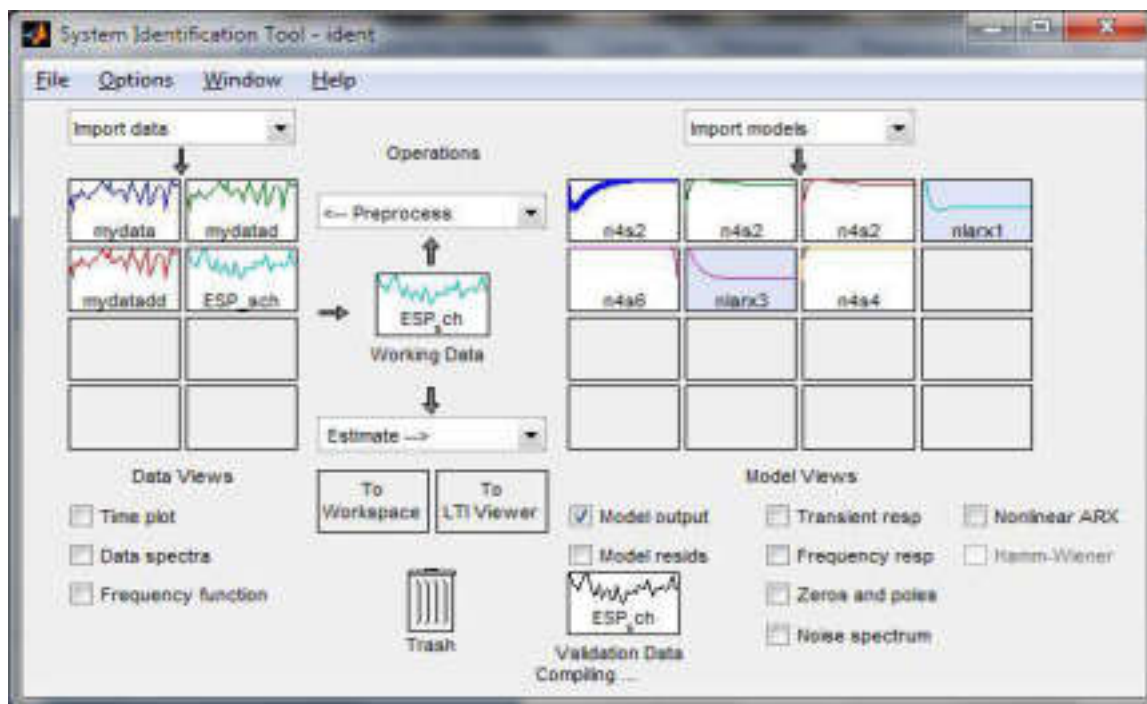 System Identification Tool - ident
File Options Window Help
Import data
Operations
Import models
mydata
mydatad
<-- Preprocess
n4s2
n4s2
n4s2
nlarx1
mydatadd
ESP_sch
ESPsch
Working Data
n4s6
nlarx3
n4s4
Estimate -->
Data Views
Time plot
Data spectra
Frequency function
To Workspace
To LTI Viewer
Trash
Model Views
Model output
Transient resp
Nonlinear ARX
Model resids
Frequency resp
Hamm-Wiener
Zeros and poles
Noise spectrum
ESPsch
Validation Data
Compiling ...